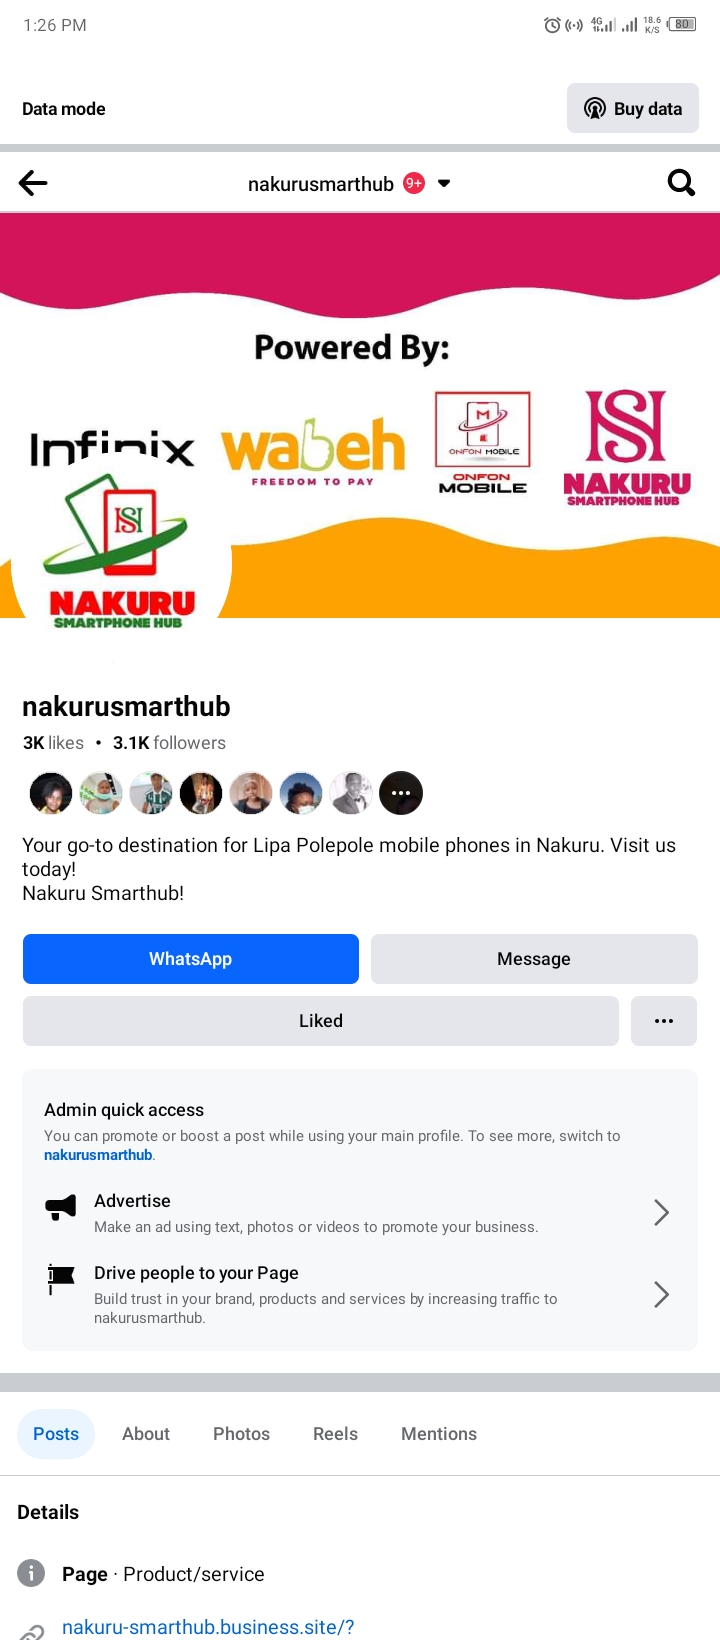 1:26 PM
4G
18.6
K/S
80
Data mode
Buy data
nakurusmarthub 9+
Powered By:
Infinix
wabeh
FREEDOM TO PAY
M
ONFON MOBILE
ONFON
MOBILE
NSH
NAKURU
SMARTPHONE HUB
NSH
NAKURU
SMARTPHONE HUB
nakurusmarthub
3K likes • 3.1K followers
Your go-to destination for Lipa Polepole mobile phones in Nakuru. Visit us
today!
Nakuru Smarthub!
WhatsApp
Message
Liked
Admin quick access
You can promote or boost a post while using your main profile. To see more, switch to
nakurusmarthub.
Advertise
Make an ad using text, photos or videos to promote your business.
Drive people to your Page
Build trust in your brand, products and services by increasing traffic to
nakurusmarthub.
Posts
About
Photos
Reels
Mentions
Details
Page · Product/service
nakuru-smarthub.business.site/?